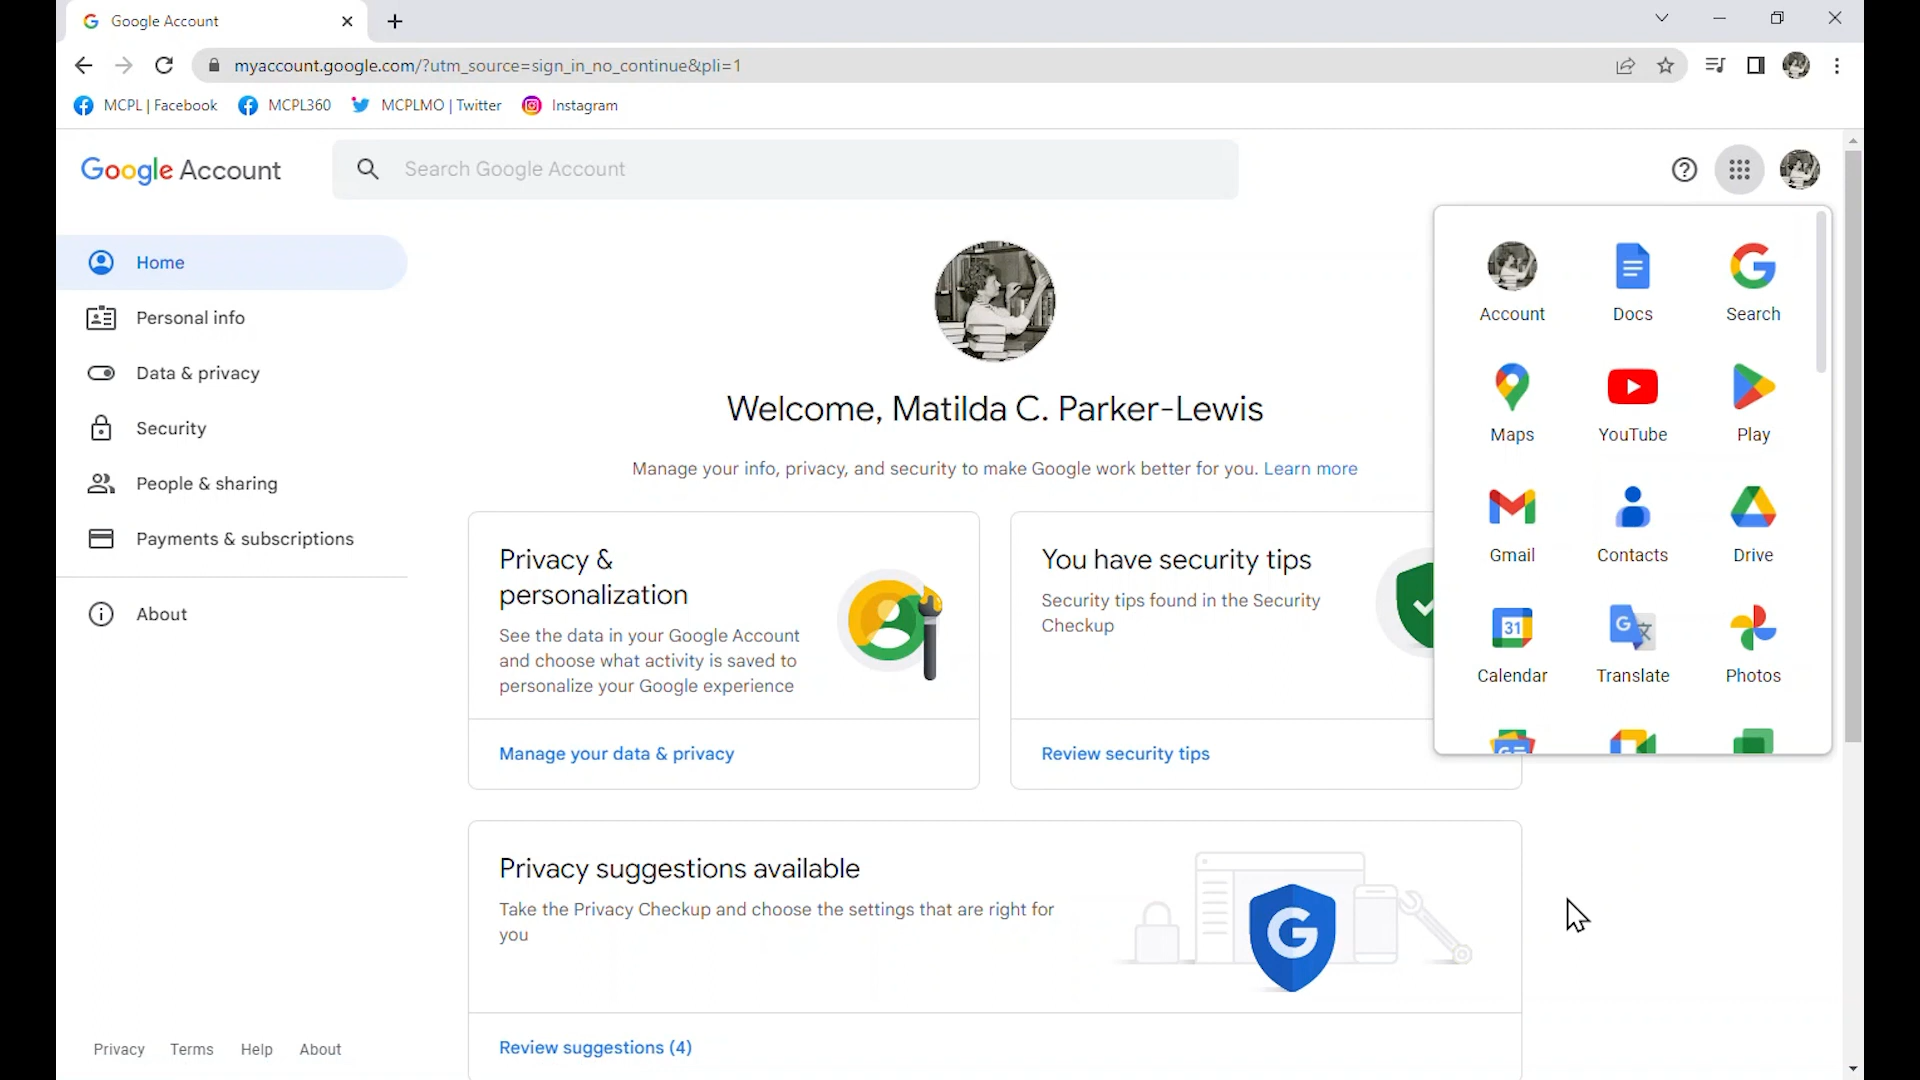 Google Account
myaccount.google.com/?utm_source=sign_in_no_continue&pli=1
MCPL | Facebook
MCPL360
MCPLMO | Twitter
Instagram
Google Account
Search Google Account
Home
Personal info
Data & privacy
Security
People & sharing
Payments & subscriptions
About
Welcome, Matilda C. Parker-Lewis
Manage your info, privacy, and security to make Google work better for you. Learn more
Privacy &
personalization
See the data in your Google Account
and choose what activity is saved to
personalize your Google experience
Manage your data & privacy
You have security tips
Security tips found in the Security
Checkup
Review security tips
Privacy suggestions available
Take the Privacy Checkup and choose the settings that are right for
you
G
Review suggestions (4)
Account
Docs
Search
Maps
YouTube
Play
Gmail
Contacts
Drive
31
G
Calendar
Translate
Photos
Privacy
Terms
Help
About